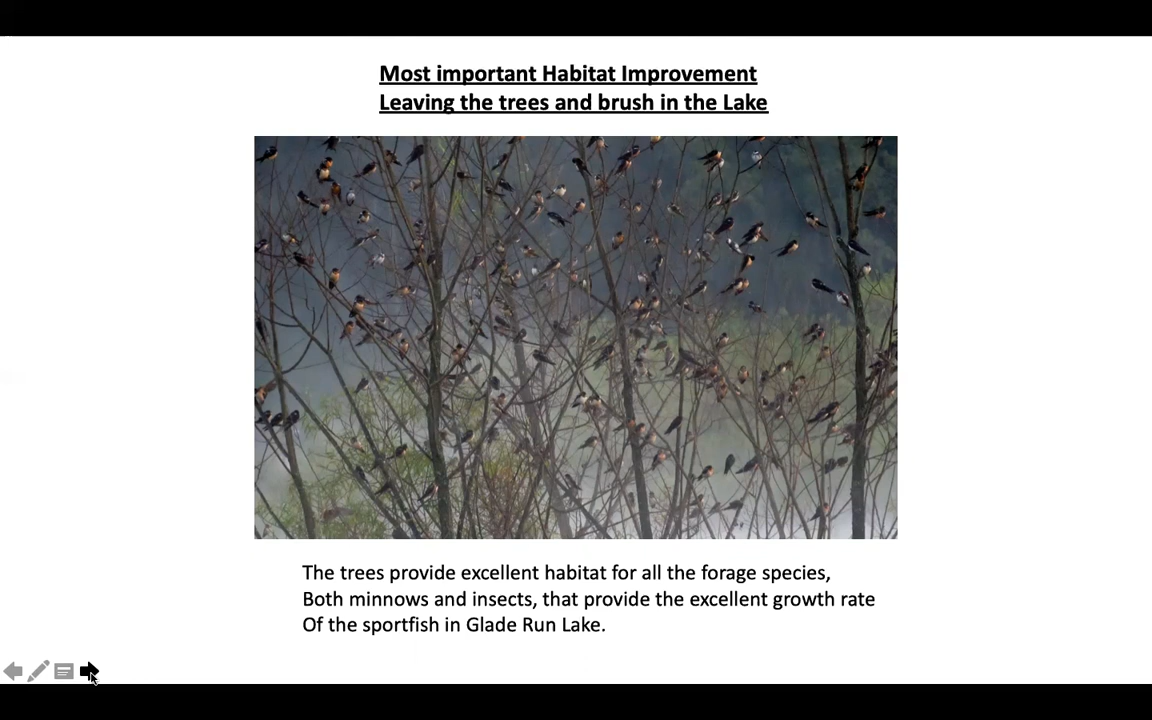 Most important Habitat Improvement
Leaving the trees and brush in the Lake
The trees provide excellent habitat for all the forage species,
Both minnows and insects, that provide the excellent growth rate
Of the sportfish in Glade Run Lake.